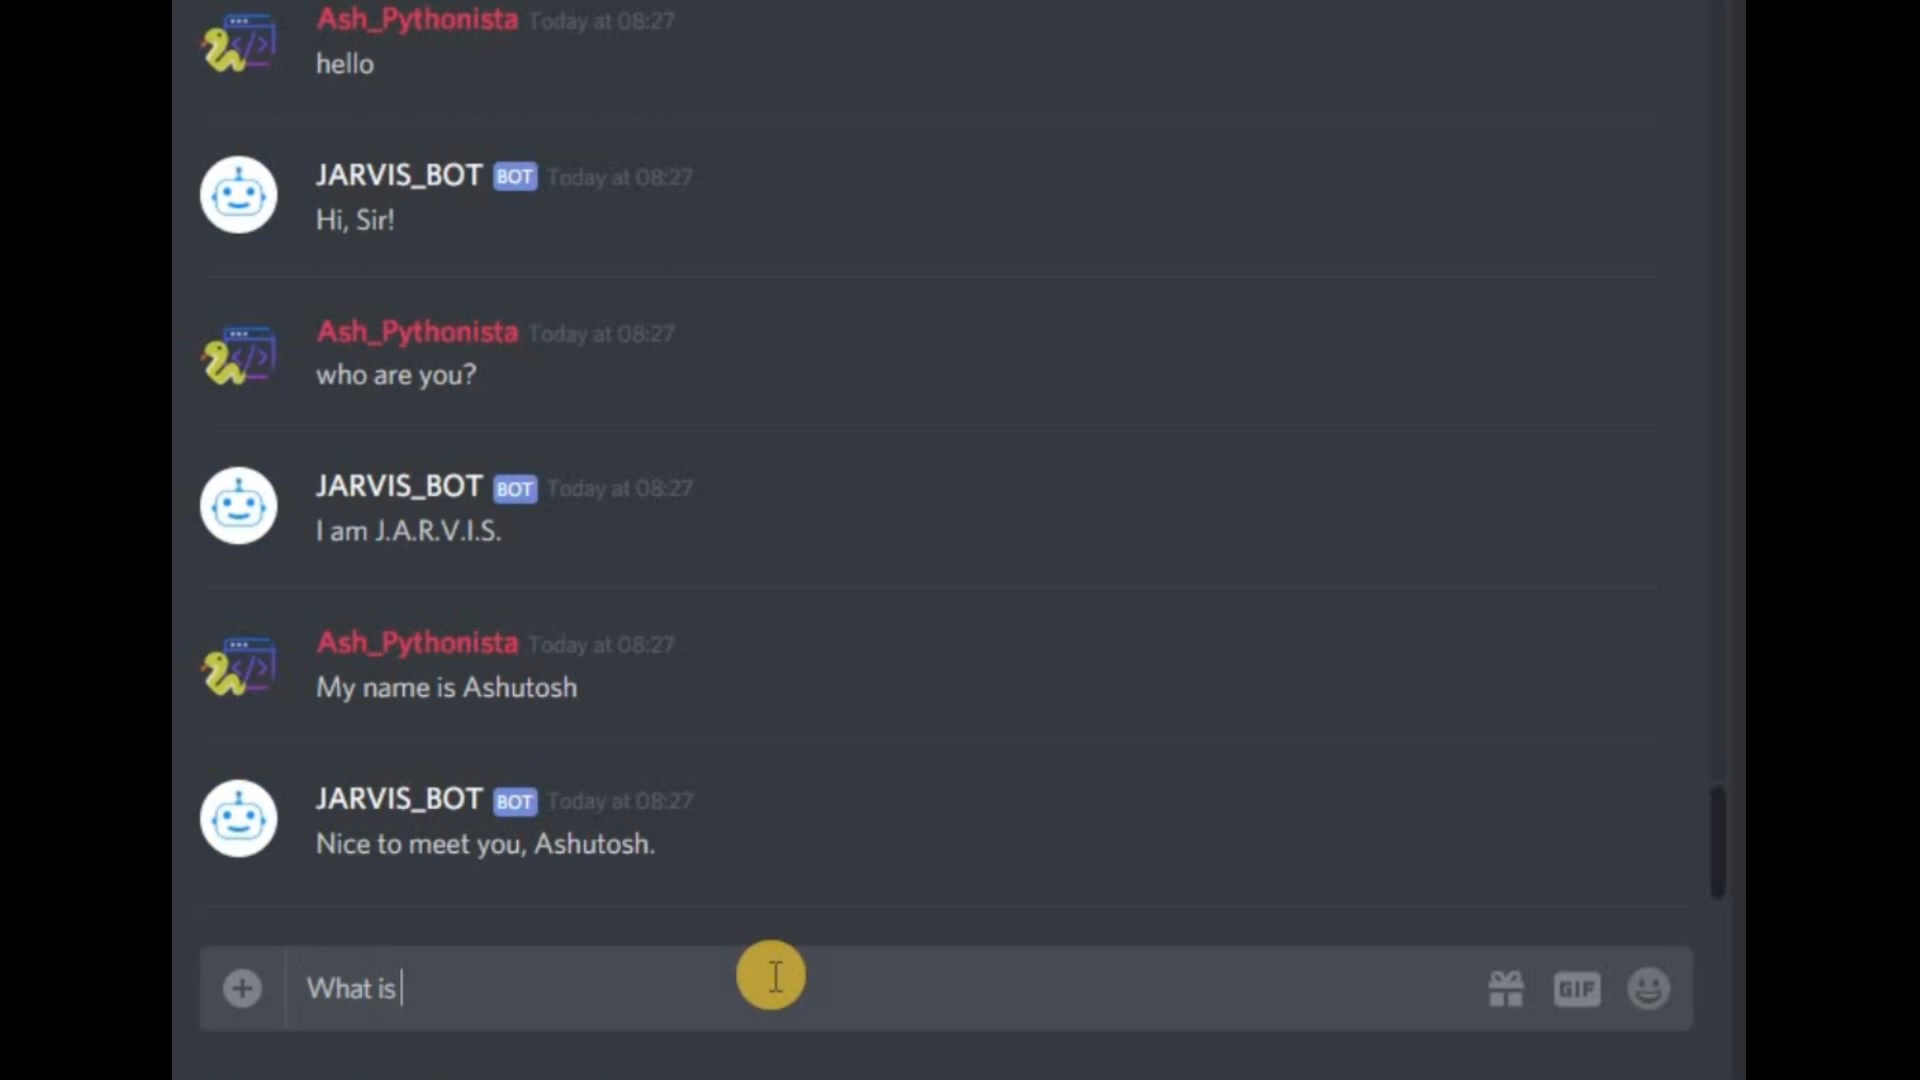 Ash_Pythonista Today at 08:27
hello
JARVIS_BOT BOT Today at 08:27
Hi, Sir!
Ash_Pythonista Today at 08:27
who are you?
JARVIS_BOT BOT Today at 08:27
I am J.A.R.V.I.S.
Ash_Pythonista Today at 08:27
My name is Ashutosh
JARVIS_BOT BOT Today at 08:27
Nice to meet you, Ashutosh.
What is
GIF